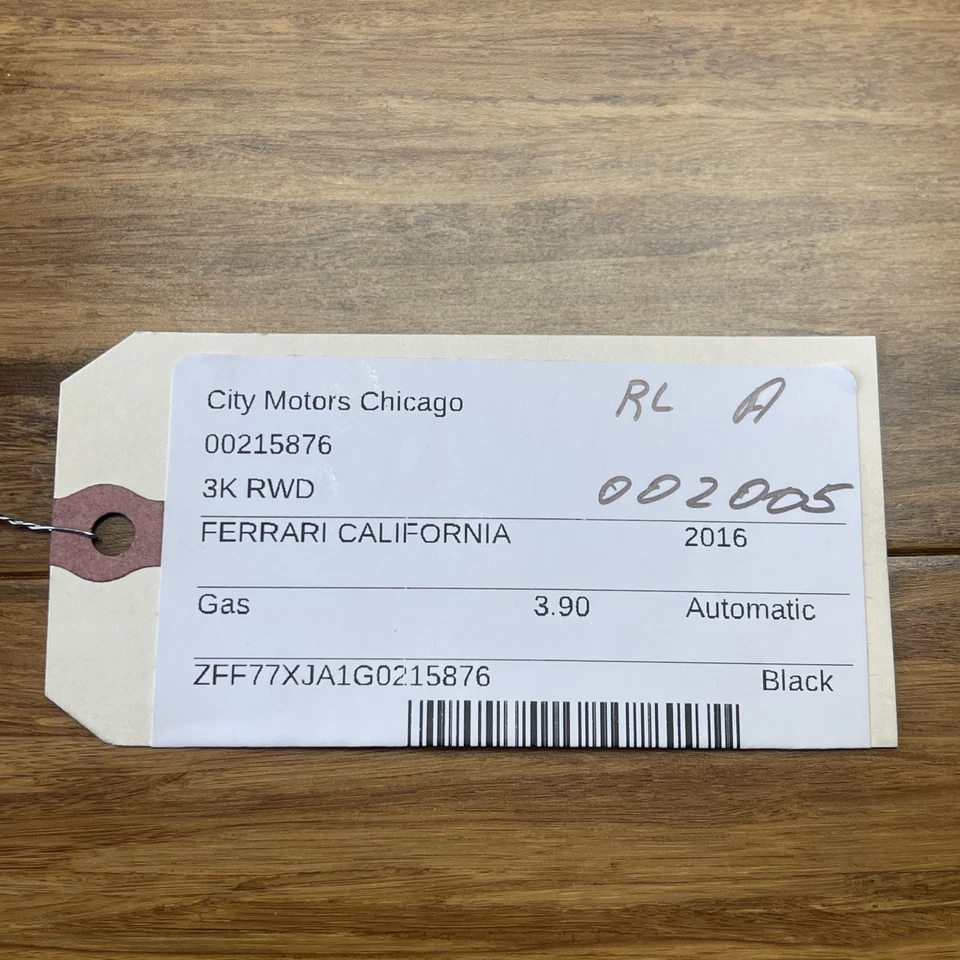 City Motors Chicago RL A
00215876
3K RWD 002005
FERRARI CALIFORNIA 2016
Gas 3.90 Automatic
ZFF77XJA1G0215876 Black